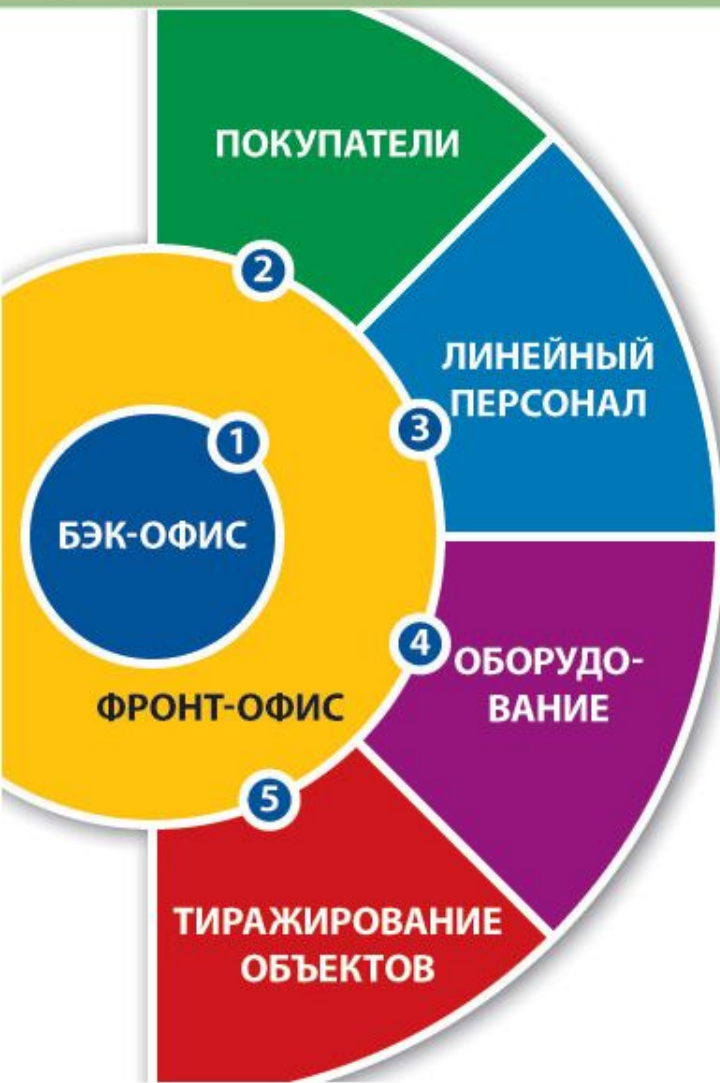 ПОКУПАТЕЛИ
2
ЛИНЕЙНЫЙ
ПЕРСОНАЛ
3
1
БЭК-ОФИС
4
ОБОРУДО-
ВАНИЕ
ФРОНТ-ОФИС
5
ТИРАЖИРОВАНИЕ
ОБЪЕКТОВ